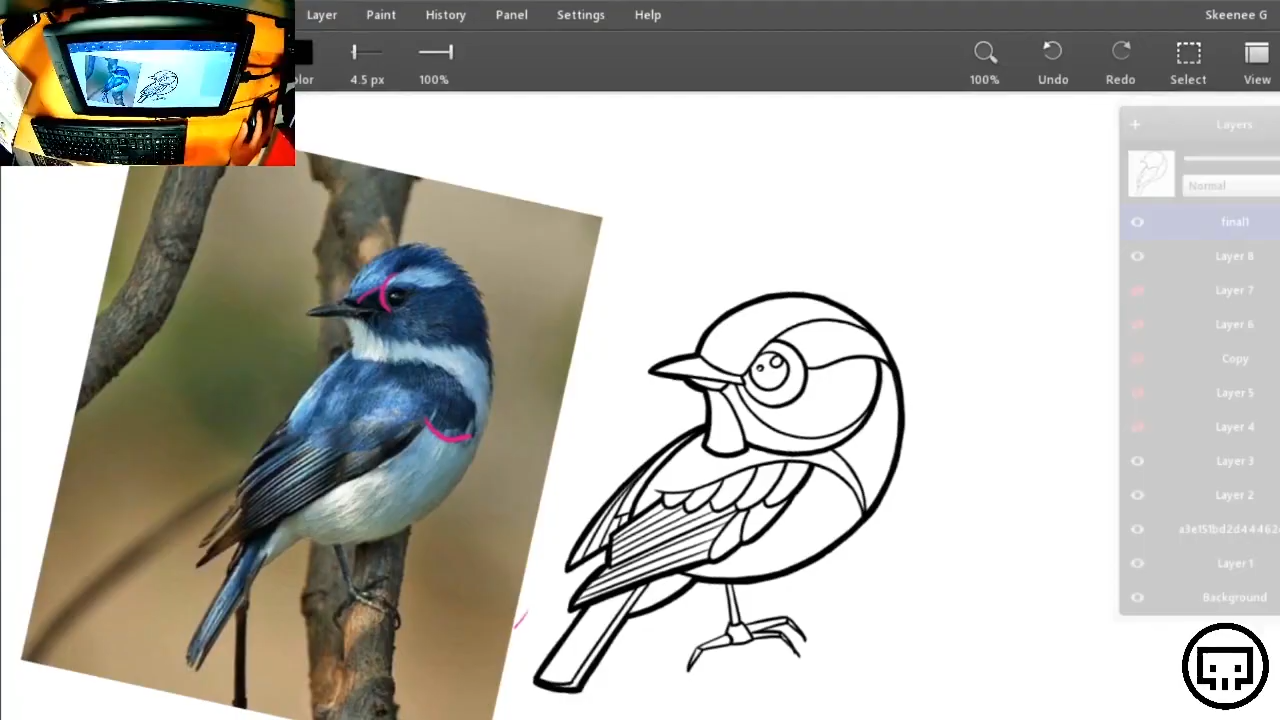 Layer Paint History Panel Settings Help Skeenee G
olor 4.5 px 100% 100% Undo Redo Select View
Layers
Normal
final1
Layer 8
Layer 7
Layer 6
Copy
Layer 5
Layer 4
Layer 3
Layer 2
a3e151bd2d44462
Layer 1
Background